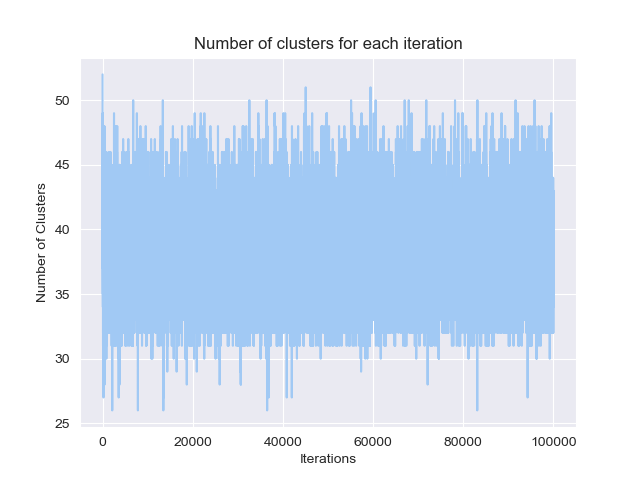 Number of clusters for each iteration
50
45
40
35
30
25
Number of Clusters
0 20000 40000 60000 80000 100000
Iterations